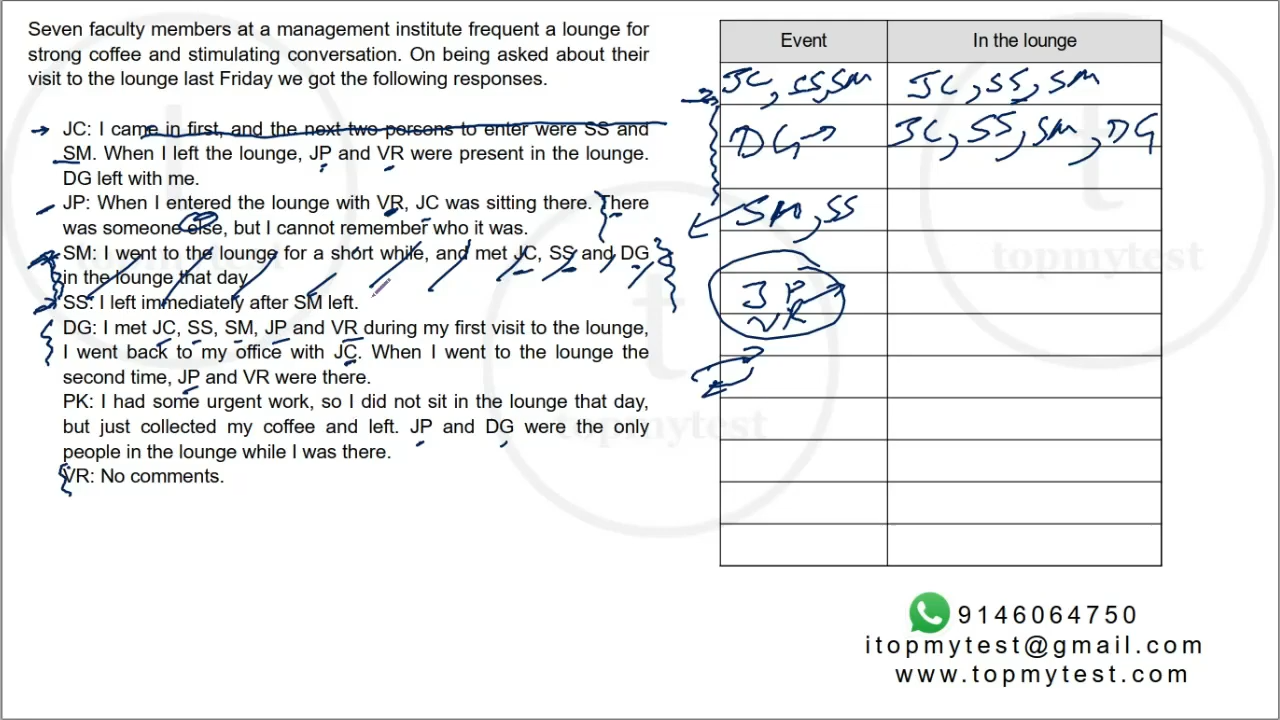 Seven faculty members at a management institute frequent a lounge for
strong coffee and stimulating conversation. On being asked about their
visit to the lounge last Friday we got the following responses.
JC: I came in first, and the next two persons to enter were SS and
SM. When I left the lounge, JP and VR were present in the lounge.
DG left with me.
JP: When I entered the lounge with VR, JC was sitting there. There
was someone else, but I cannot remember who it was.
SM: I went to the lounge for a short while, and met JC, SS and DG
in the lounge that day.
SS: I left immediately after SM left.
DG: I met JC, SS, SM, JP and VR during my first visit to the lounge,
I went back to my office with JC. When I went to the lounge the
second time, JP and VR were there.
PK: I had some urgent work, so I did not sit in the lounge that day,
but just collected my coffee and left. JP and DG were the only
people in the lounge while I was there.
VR: No comments.
Event In the lounge
JC, SS, SM JC, SS, SM
DG JC, SS, SM, DG
SM, SS
JP
VR
topmytest
topmytest
9146064750
itopmytest@gmail.com
www.topmytest.com